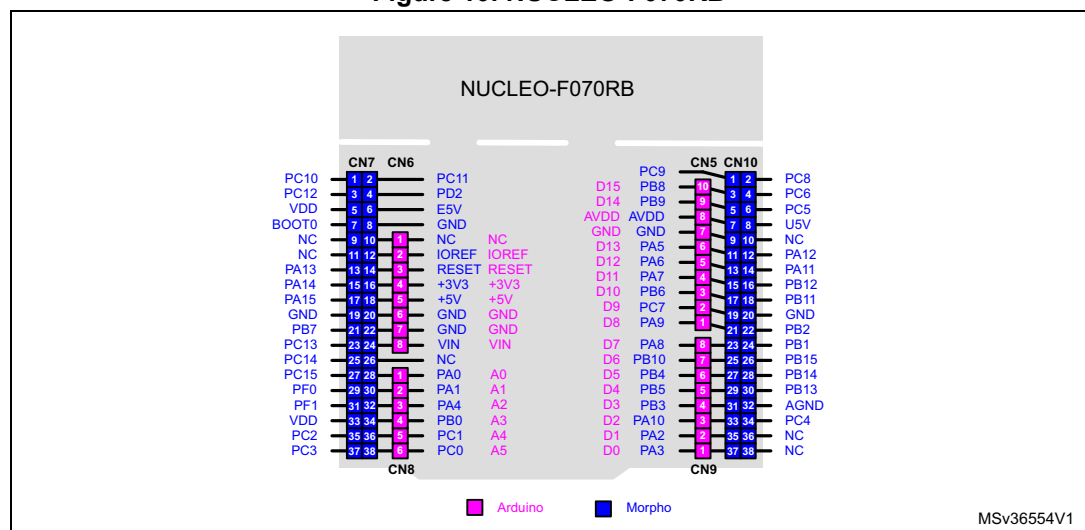 NUCLEO-F070RB
CN7 CN6 CN5 CN10
PC9
PC10 1 2 PC11 1 2 PC8
PC12 3 4 PD2 D15 PB8 10 3 4 PC6
VDD 5 6 E5V D14 PB9 9 5 6 PC5
BOOT0 7 8 GND AVDD AVDD 8 7 8 U5V
NC 9 10 1 NC NC GND GND 7 9 10 NC
NC 11 12 2 IOREF IOREF D13 PA5 6 11 12 PA12
PA13 13 14 3 RESET RESET D12 PA6 5 13 14 PA11
PA14 15 16 4 +3V3 +3V3 D11 PA7 4 15 16 PB12
PA15 17 18 5 +5V +5V D10 PB6 3 17 18 PB11
GND 19 20 6 GND GND D9 PC7 2 19 20 GND
PB7 21 22 7 GND GND D8 PA9 1 21 22 PB2
PC13 23 24 8 VIN VIN D7 PA8 8 23 24 PB1
PC14 25 26 NC D6 PB10 7 25 26 PB15
PC15 27 28 1 PA0 A0 D5 PB4 6 27 28 PB14
PF0 29 30 2 PA1 A1 D4 PB5 5 29 30 PB13
PF1 31 32 3 PA4 A2 D3 PB3 4 31 32 AGND
VDD 33 34 4 PB0 A3 D2 PA10 3 33 34 PC4
PC2 35 36 5 PC1 A4 D1 PA2 2 35 36 NC
PC3 37 38 6 PC0 A5 D0 PA3 1 37 38 NC
CN8 CN9
Arduino Morpho
MSv36554V1